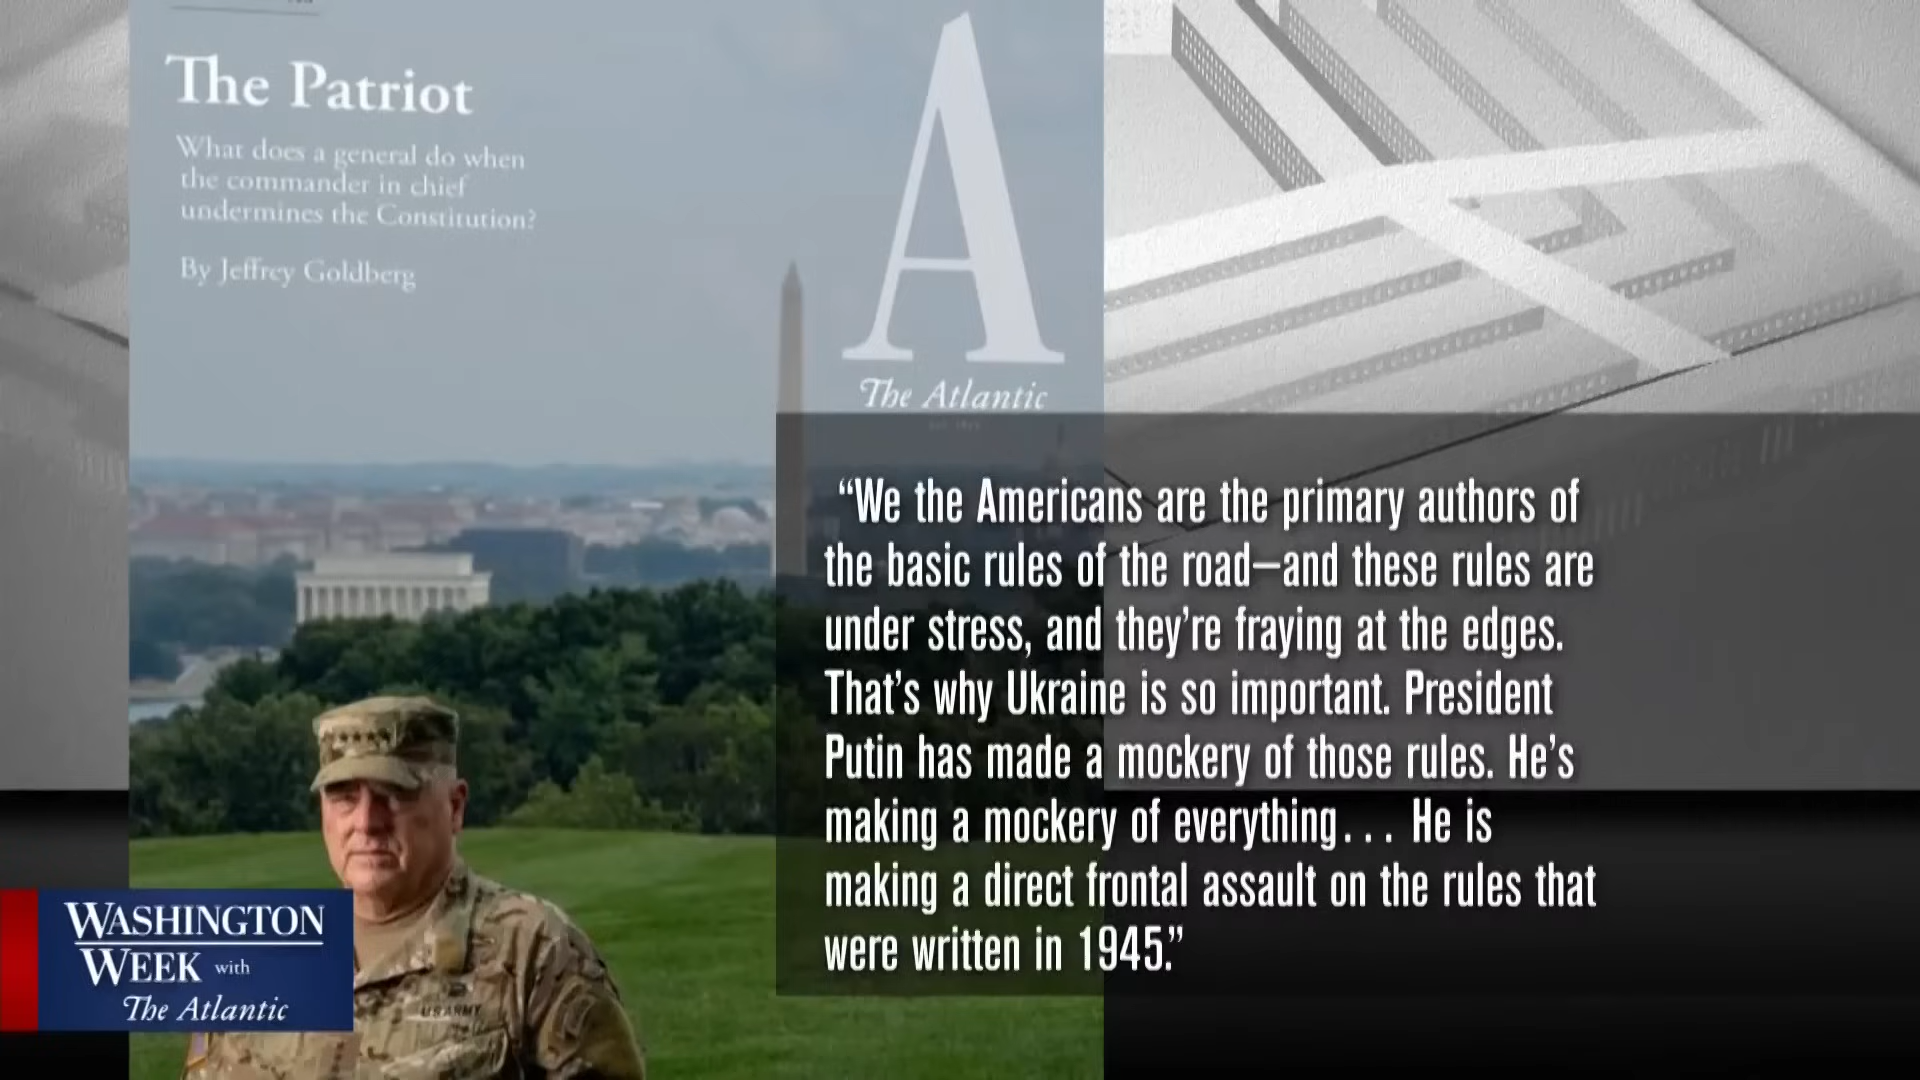 The Patriot
What does a general do when
the commander in chief
undermines the Constitution?
By Jeffrey Goldberg
A
The Atlantic
“We the Americans are the primary authors of
the basic rules of the road—and these rules are
under stress, and they’re fraying at the edges.
That’s why Ukraine is so important. President
Putin has made a mockery of those rules. He’s
making a mockery of everything... He is
making a direct frontal assault on the rules that
were written in 1945.”
WASHINGTON
WEEK with
The Atlantic
U.S. ARMY